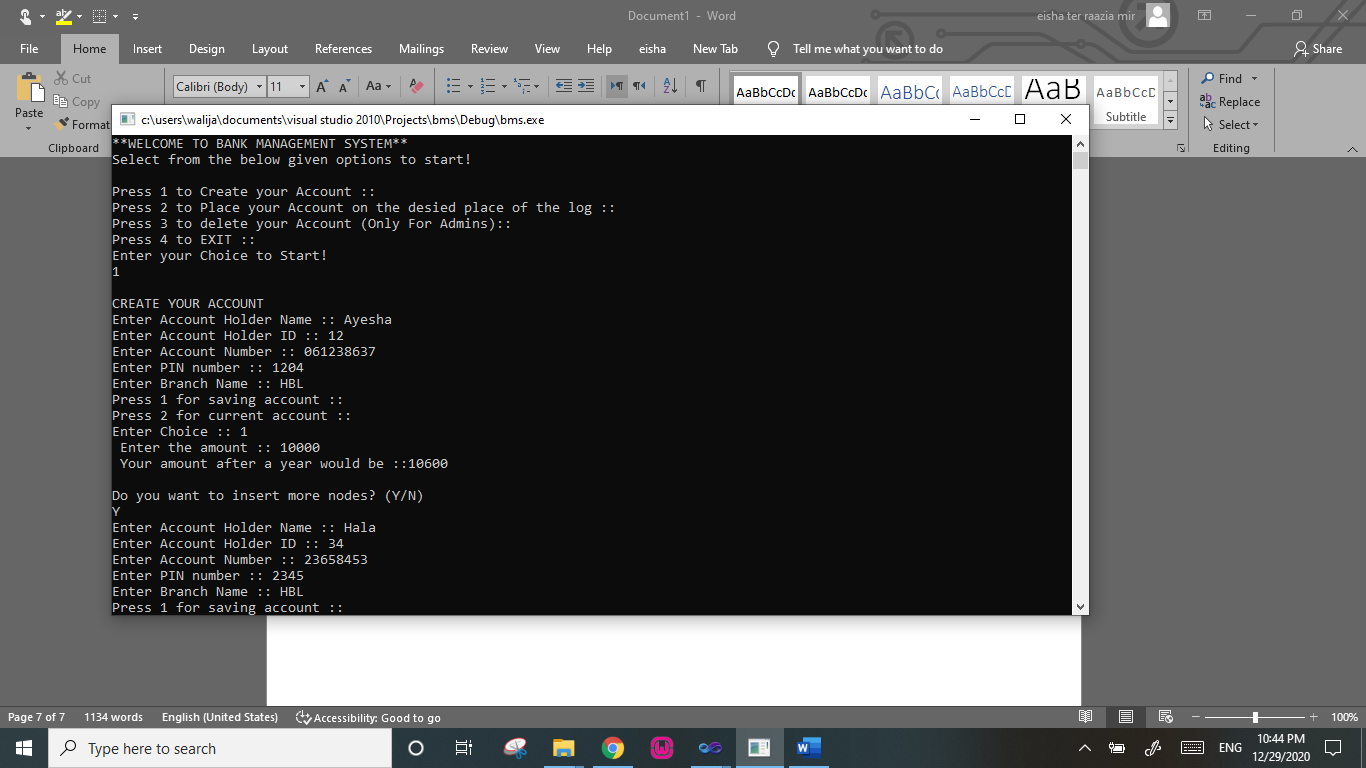 Document1 - Word
eisha ter raazia mir
File Home Insert Design Layout References Mailings Review View Help eisha New Tab Tell me what you want to do Share
Cut
Copy
Format
Paste
Clipboard
Calibri (Body) 11
Aa
AaBbCcDc AaBbCcDc AaBbC( AaBbCcE AaB AaBbCcD
Subtitle
Find
Replace
Select
Editing
c:\users\walija\documents\visual studio 2010\Projects\bms\Debug\bms.exe
**WELCOME TO BANK MANAGEMENT SYSTEM**
Select from the below given options to start!
Press 1 to Create your Account ::
Press 2 to Place your Account on the desied place of the log ::
Press 3 to delete your Account (Only For Admins)::
Press 4 to EXIT ::
Enter your Choice to Start!
1
CREATE YOUR ACCOUNT
Enter Account Holder Name :: Ayesha
Enter Account Holder ID :: 12
Enter Account Number :: 061238637
Enter PIN number :: 1204
Enter Branch Name :: HBL
Press 1 for saving account ::
Press 2 for current account ::
Enter Choice :: 1
Enter the amount :: 10000
Your amount after a year would be ::10600
Do you want to insert more nodes? (Y/N)
Y
Enter Account Holder Name :: Hala
Enter Account Holder ID :: 34
Enter Account Number :: 23658453
Enter PIN number :: 2345
Enter Branch Name :: HBL
Press 1 for saving account ::
Page 7 of 7 1134 words English (United States) Accessibility: Good to go 100%
Type here to search
ENG
10:44 PM
12/29/2020